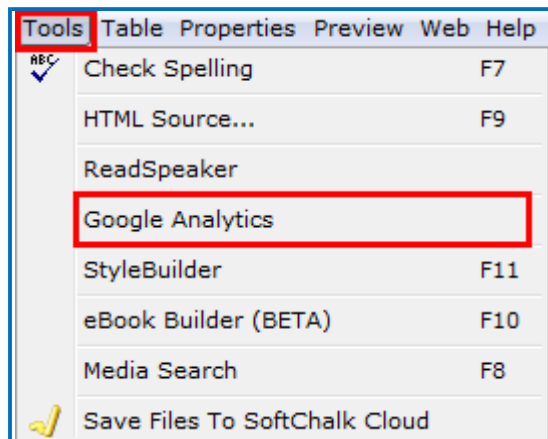 Tools Table Properties Preview Web Help
ABC Check Spelling F7
HTML Source... F9
ReadSpeaker
Google Analytics
StyleBuilder F11
eBook Builder (BETA) F10
Media Search F8
Save Files To SoftChalk Cloud